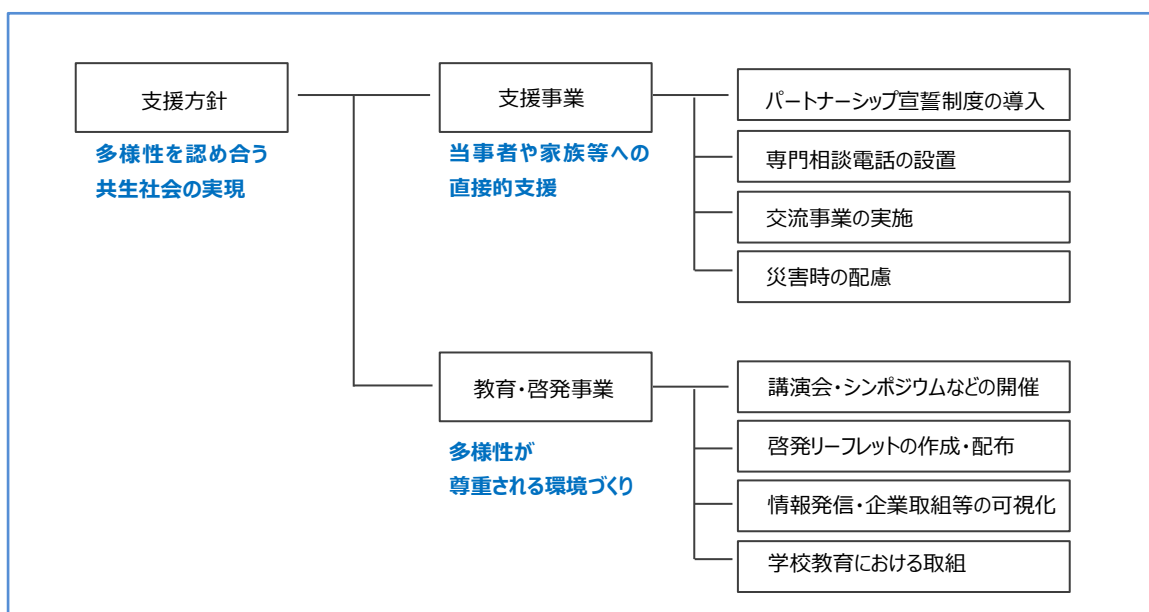 支援方針
多様性を認め合う
共生社会の実現
支援事業
当事者や家族等への
直接的支援
パートナーシップ宣誓制度の導入
専門相談電話の設置
交流事業の実施
災害時の配慮
教育・啓発事業
多様性が
尊重される環境づくり
講演会・シンポジウムなどの開催
啓発リーフレットの作成・配布
情報発信・企業取組等の可視化
学校教育における取組